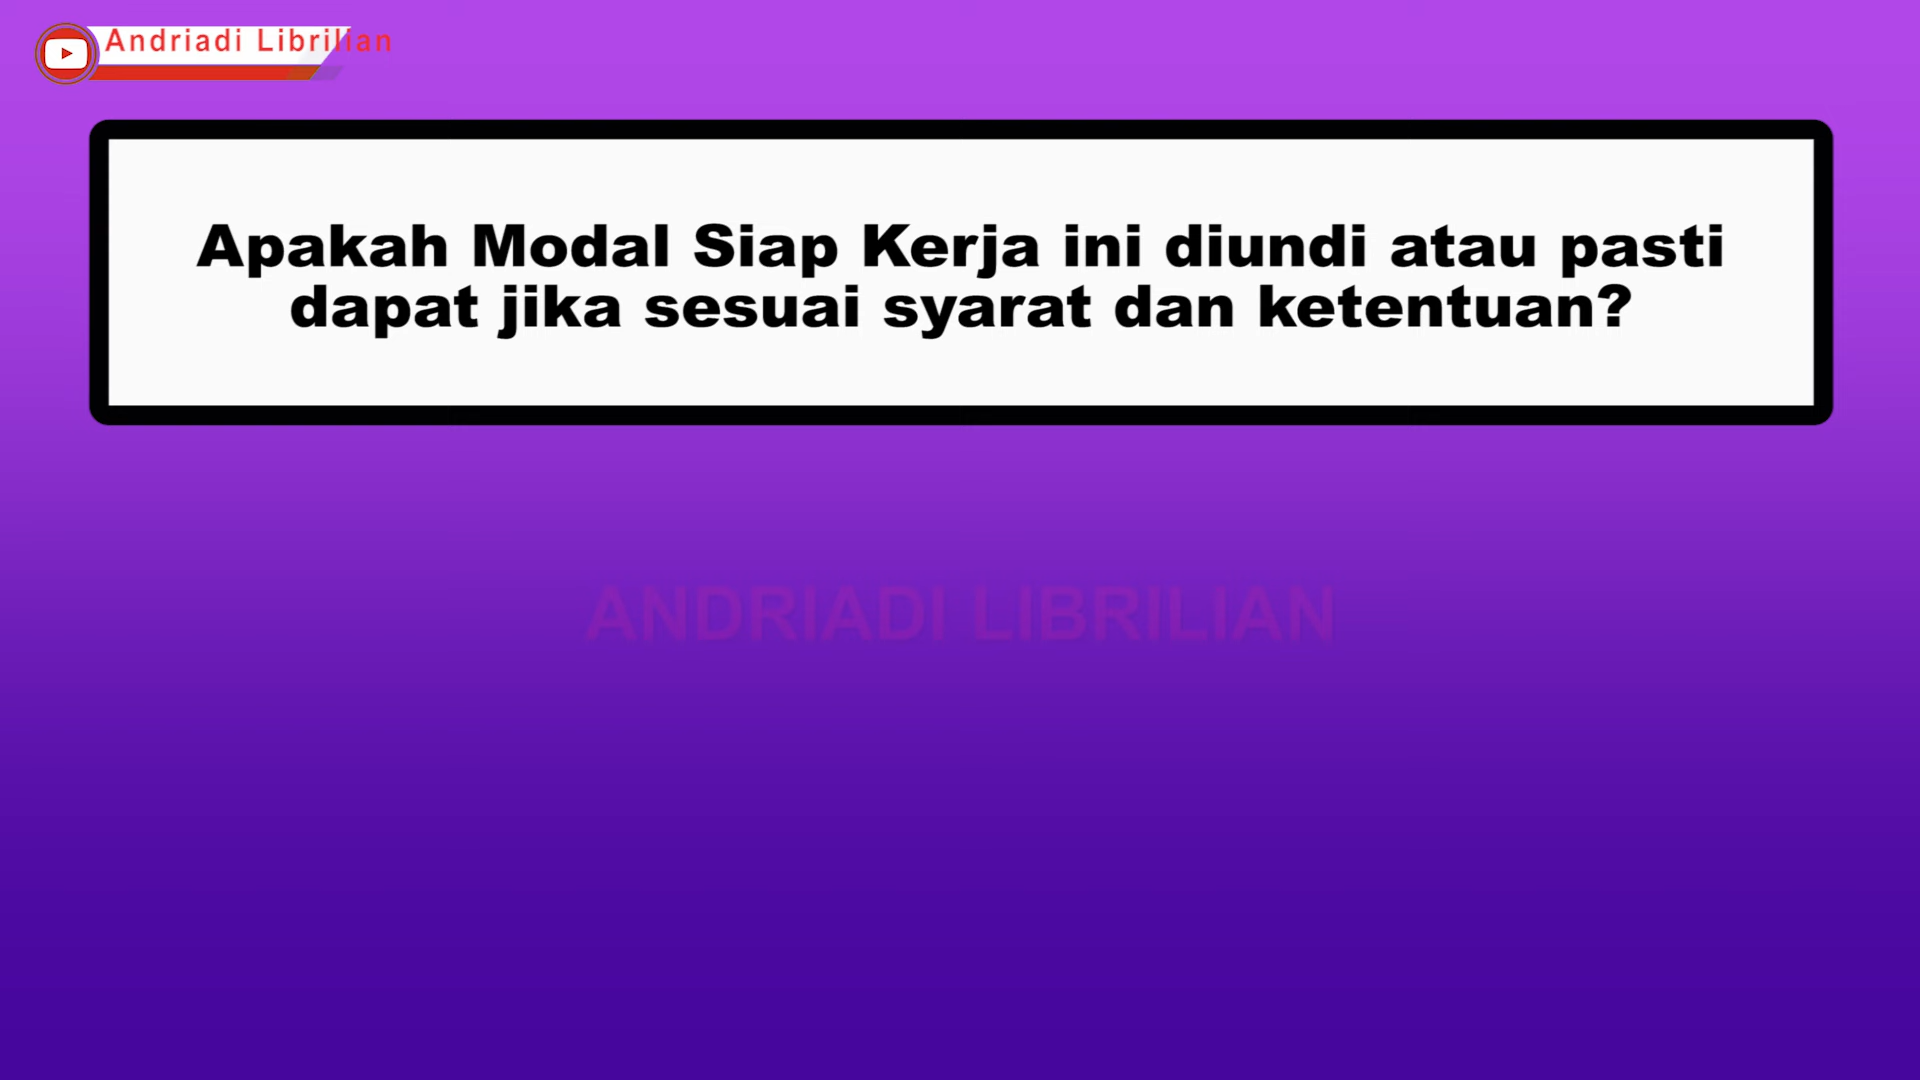 Andriadi Librilian
Apakah Modal Siap Kerja ini diundi atau pasti
dapat jika sesuai syarat dan ketentuan?
ANDRIADI LIBRILIAN